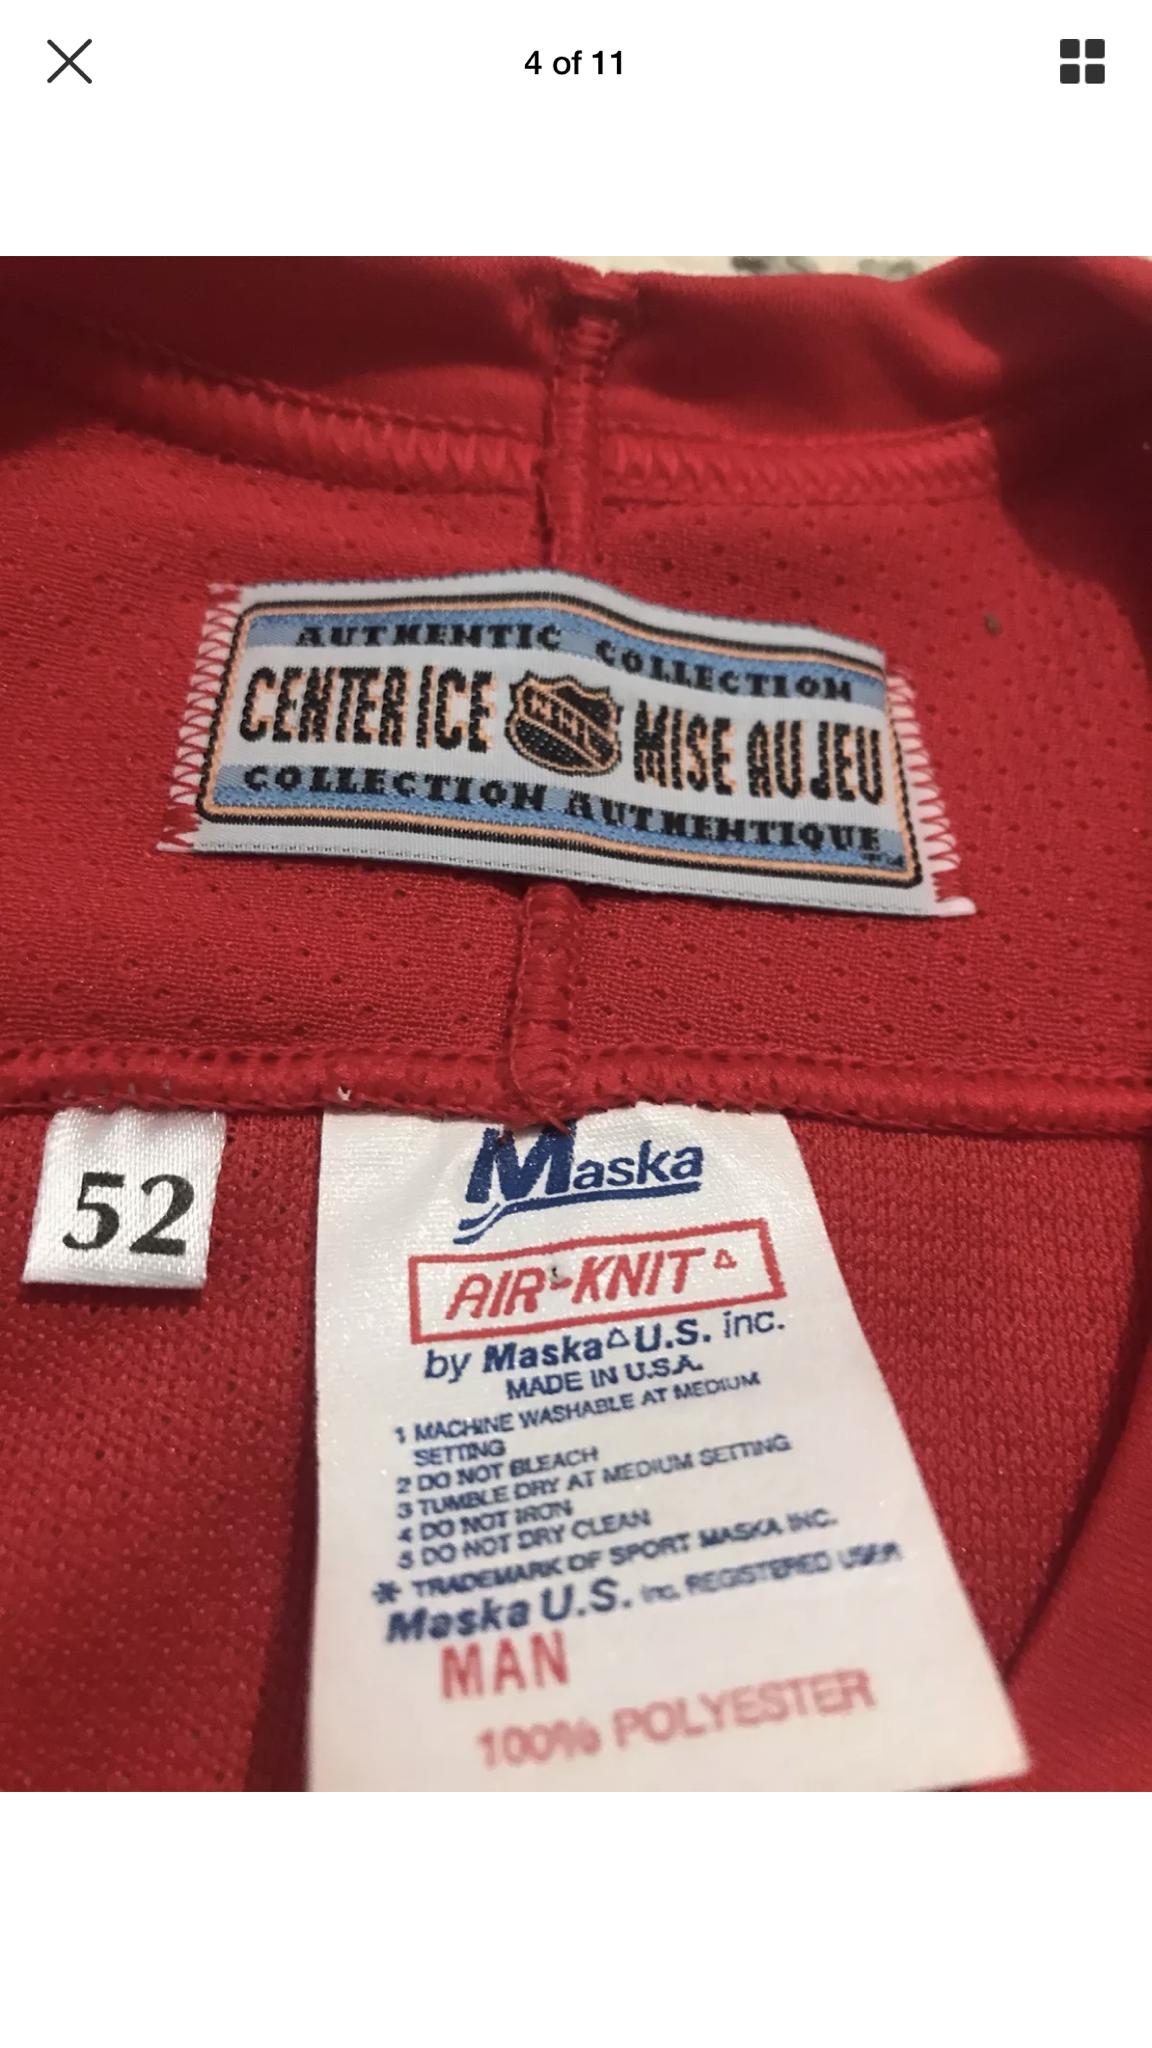 4 of 11
AUTHENTIC COLLECTION
CENTER ICE NHL MISE AU JEU
COLLECTION AUTHENTIQUE
52
Maska
AIR-KNIT
by Maska U.S. inc.
MADE IN U.S.A.
1 MACHINE WASHABLE AT MEDIUM
SETTING
2 DO NOT BLEACH
3 TUMBLE DRY AT MEDIUM SETTING
4 DO NOT IRON
5 DO NOT DRY CLEAN
* TRADEMARK OF SPORT MASKA INC.
Maska U.S. inc. REGISTERED USER
MAN
100% POLYESTER